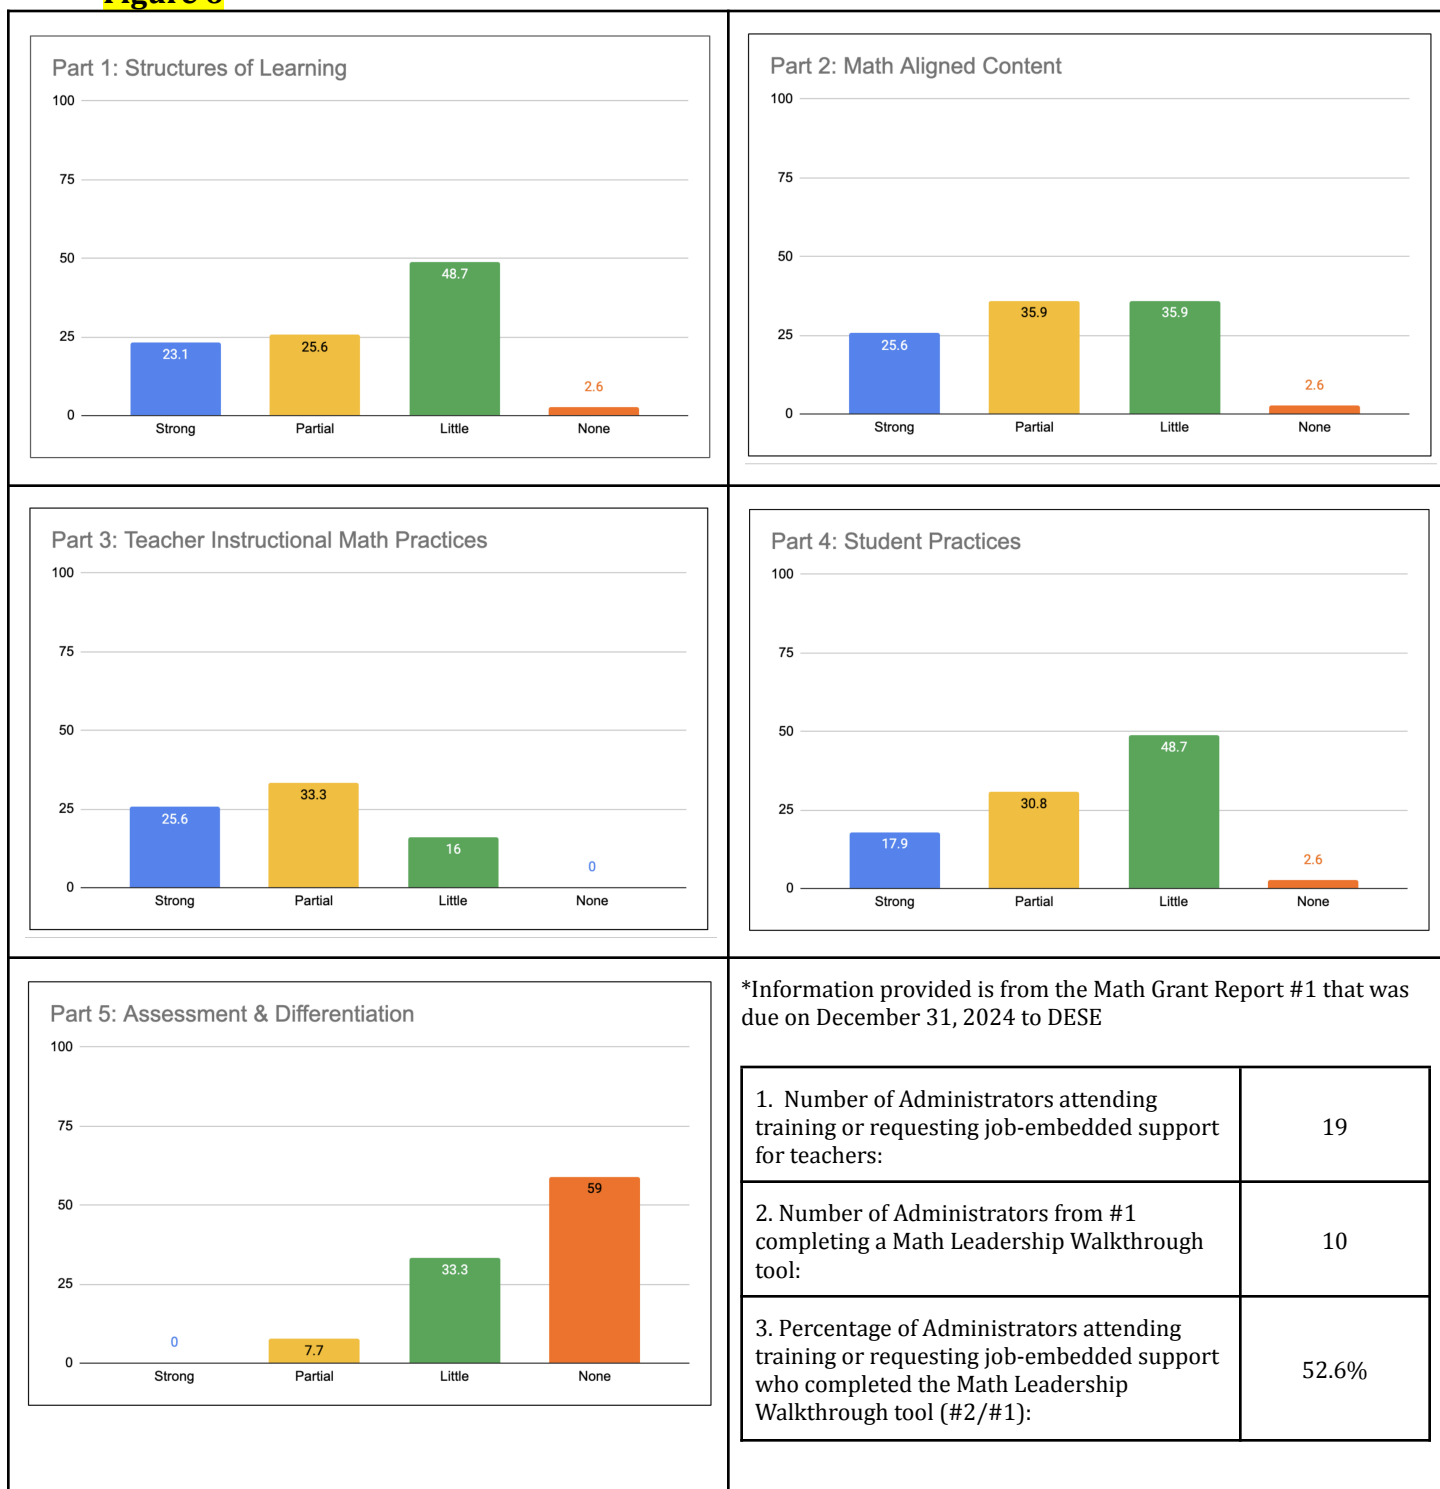 Part 1: Structures of Learning
100
75
50
25
0
23.1
25.6
48.7
2.6
Strong
Partial
Little
None
Part 2: Math Aligned Content
100
75
50
25
0
25.6
35.9
35.9
2.6
Strong
Partial
Little
None
Part 3: Teacher Instructional Math Practices
100
75
50
25
0
25.6
33.3
16
0
Strong
Partial
Little
None
Part 4: Student Practices
100
75
50
25
0
17.9
30.8
48.7
2.6
Strong
Partial
Little
None
Part 5: Assessment & Differentiation
100
75
50
25
0
0
7.7
33.3
59
Strong
Partial
Little
None
*Information provided is from the Math Grant Report #1 that was
due on December 31, 2024 to DESE
1. Number of Administrators attending
training or requesting job-embedded support
for teachers:
19
2. Number of Administrators from #1
completing a Math Leadership Walkthrough
tool:
10
3. Percentage of Administrators attending
training or requesting job-embedded support
who completed the Math Leadership
Walkthrough tool (#2/#1):
52.6%